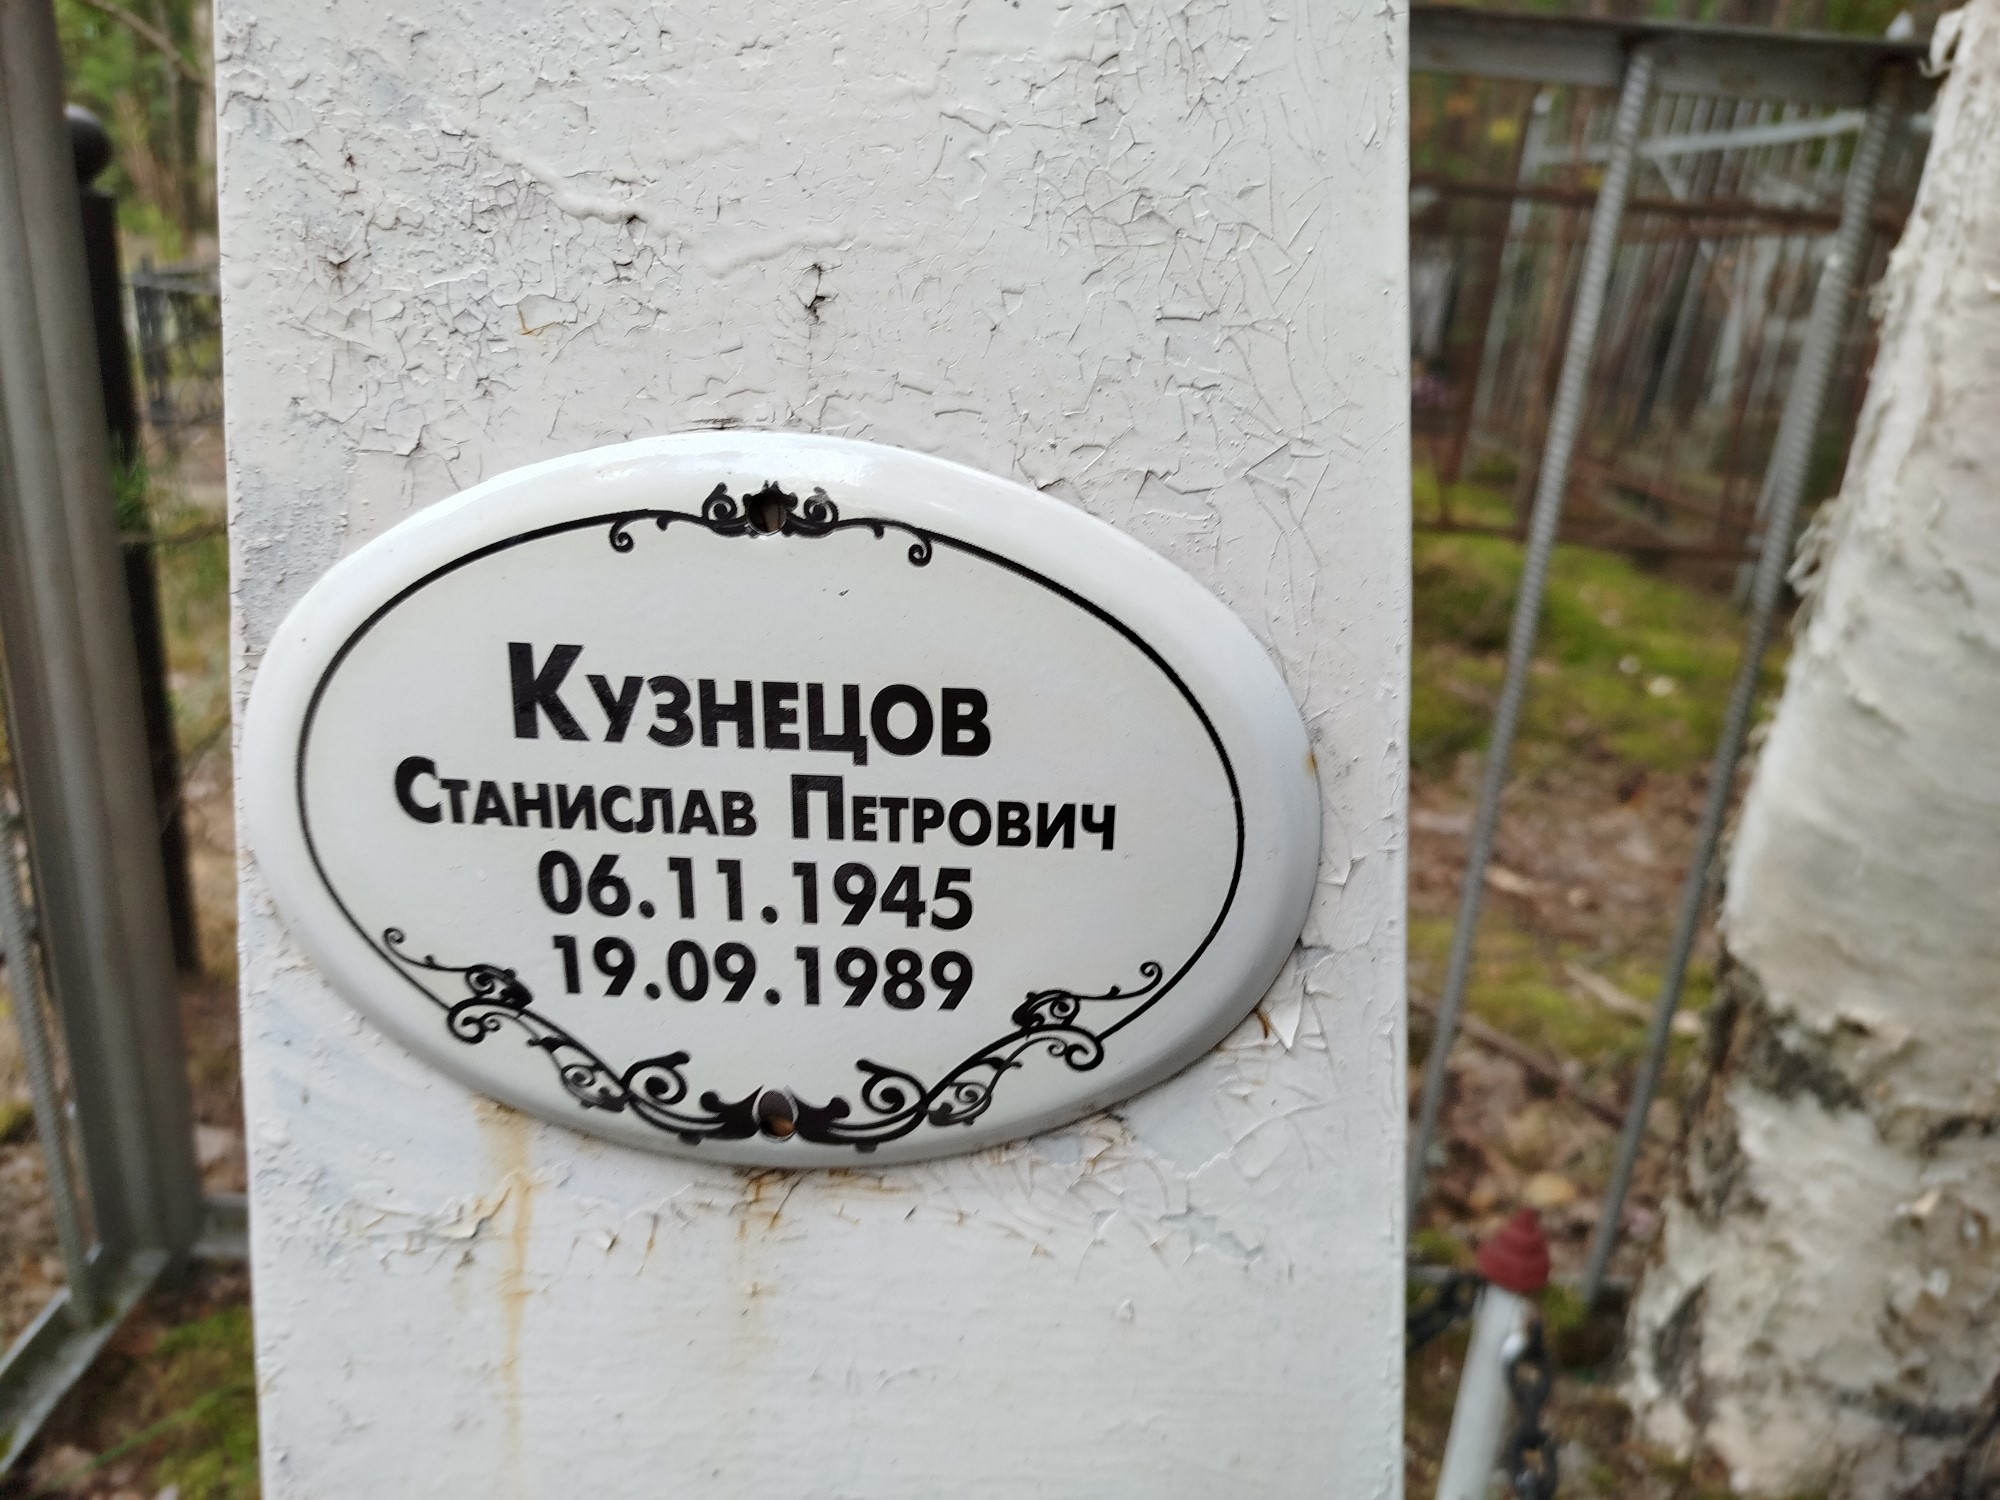 Кузнецов
Станислав Петрович
06.11.1945
19.09.1989